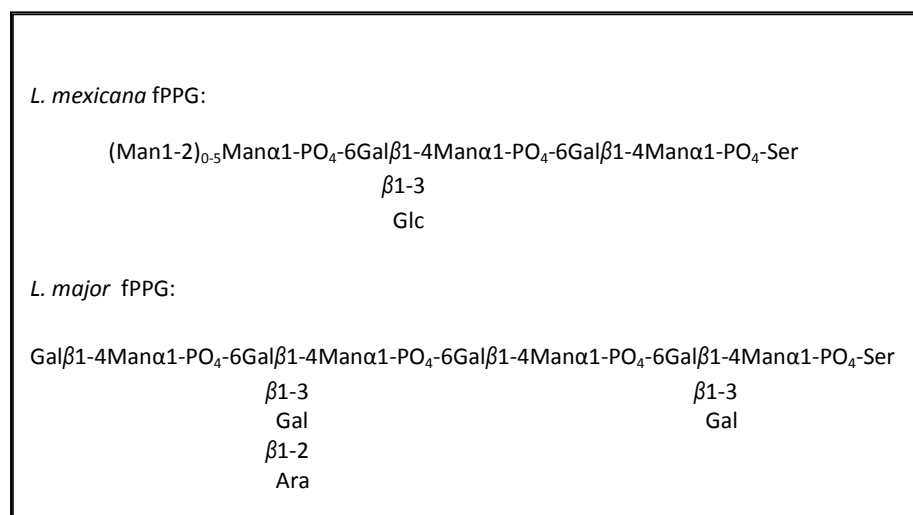 L. mexicana fPPG:
(Man1-2)₀₋₅Manα1-PO₄-6Galβ1-4Manα1-PO₄-6Galβ1-4Manα1-PO₄-Ser
β1-3
Glc
L. major fPPG:
Galβ1-4Manα1-PO₄-6Galβ1-4Manα1-PO₄-6Galβ1-4Manα1-PO₄-6Galβ1-4Manα1-PO₄-Ser
β1-3 β1-3
Gal Gal
β1-2
Ara